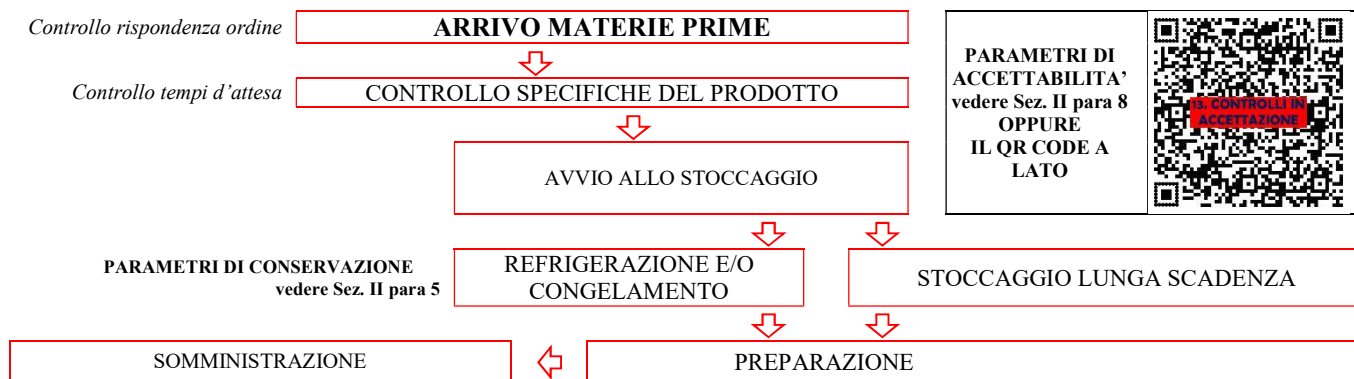 Controllo rispondenza ordine
ARRIVO MATERIE PRIME
Controllo tempi d'attesa
CONTROLLO SPECIFICHE DEL PRODOTTO
PARAMETRI DI
ACCETTABILITA'
vedere Sez. II para 8
OPPURE
IL QR CODE A
LATO
13. CONTROLLI IN
ACCETTAZIONE
AVVIO ALLO STOCCAGGIO
PARAMETRI DI CONSERVAZIONE
vedere Sez. II para 5
REFRIGERAZIONE E/O
CONGELAMENTO
STOCCAGGIO LUNGA SCADENZA
SOMMINISTRAZIONE
PREPARAZIONE